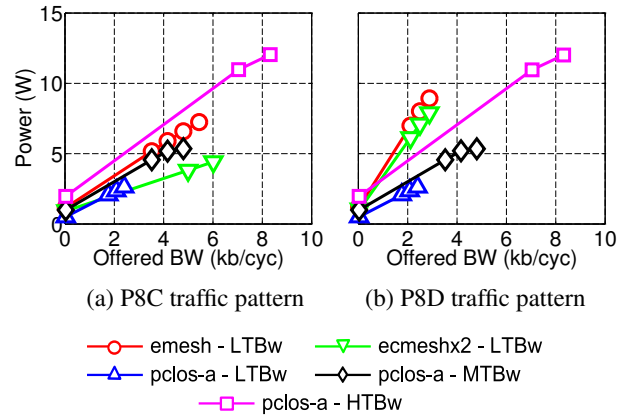 15
10
5
0
Power (W)
0 2 4 6 8 10
Offered BW (kb/cyc)
(a) P8C traffic pattern
0 2 4 6 8 10
Offered BW (kb/cyc)
(b) P8D traffic pattern
emesh - LTBw
ecmeshx2 - LTBw
pclos-a - LTBw
pclos-a - MTBw
pclos-a - HTBw